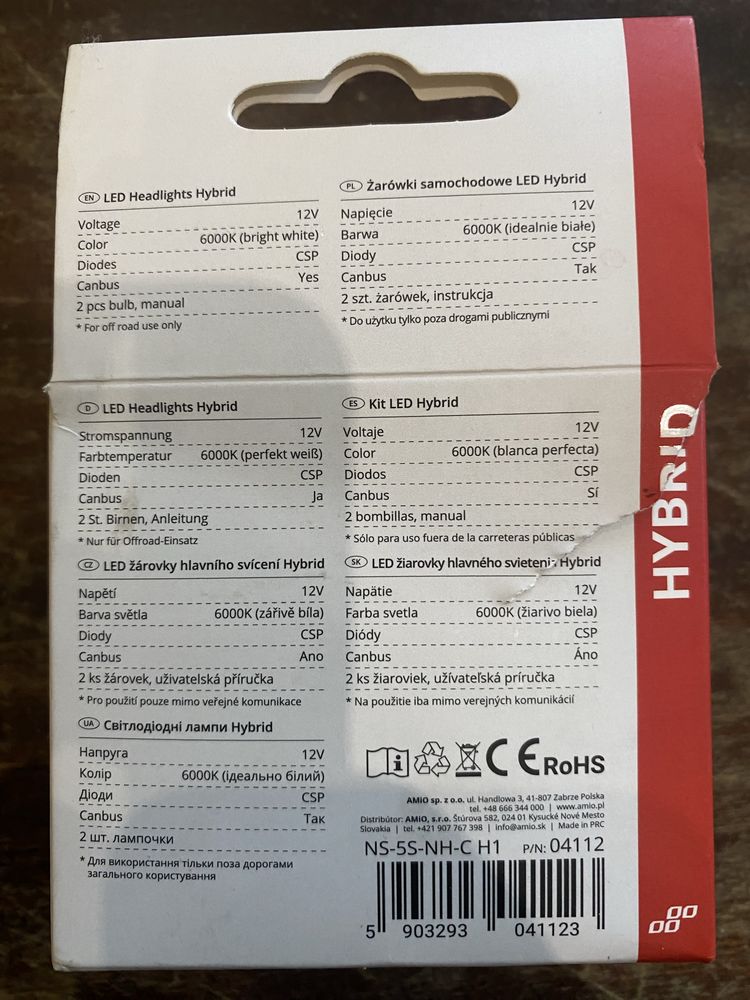 EN LED Headlights Hybrid
Voltage 12V
Color 6000K (bright white)
Diodes CSP
Canbus Yes
2 pcs bulb, manual
* For off road use only
PL Żarówki samochodowe LED Hybrid
Napięcie 12V
Barwa 6000K (idealnie białe)
Diody CSP
Canbus Tak
2 szt. żarówek, instrukcja
* Do użytku tylko poza drogami publicznymi
D LED Headlights Hybrid
Stromspannung 12V
Farbtemperatur 6000K (perfekt weiß)
Dioden CSP
Canbus Ja
2 St. Birnen, Anleitung
* Nur für Offroad-Einsatz
ES Kit LED Hybrid
Voltaje 12V
Color 6000K (blanca perfecta)
Diodos CSP
Canbus Sí
2 bombillas, manual
* Sólo para uso fuera de la carreteras públicas
CZ LED žárovky hlavního svícení Hybrid
Napětí 12V
Barva světla 6000K (zářivě bíla)
Diody CSP
Canbus Ano
2 ks žárovek, uživatelská příručka
* Pro použití pouze mimo veřejné komunikace
SK LED žiarovky hlavného svietenia Hybrid
Napätie 12V
Farba svetla 6000K (žiarivo biela)
Diódy CSP
Canbus Áno
2 ks žiaroviek, užívateľská príručka
* Na použitie iba mimo verejných komunikácií
UA Світлодіодні лампи Hybrid
Напруга 12V
Колір 6000K (ідеально білий)
Діоди CSP
Canbus Так
2 шт. лампочки
* Для використання тільки поза дорогами
загального користування
CE RoHS
AMiO sp. z o.o. ul. Handlowa 3, 41-807 Zabrze Polska
tel. +48 666 344 000 | www.amio.pl
Distribútor: AMiO, s.r.o. Štúrova 582, 024 01 Kysucké Nové Mesto
Slovakia | tel. +421 907 767 398 | info@amio.sk | Made in PRC
NS-5S-NH-C H1 P/N: 04112
5 903293 041123
HYBRID